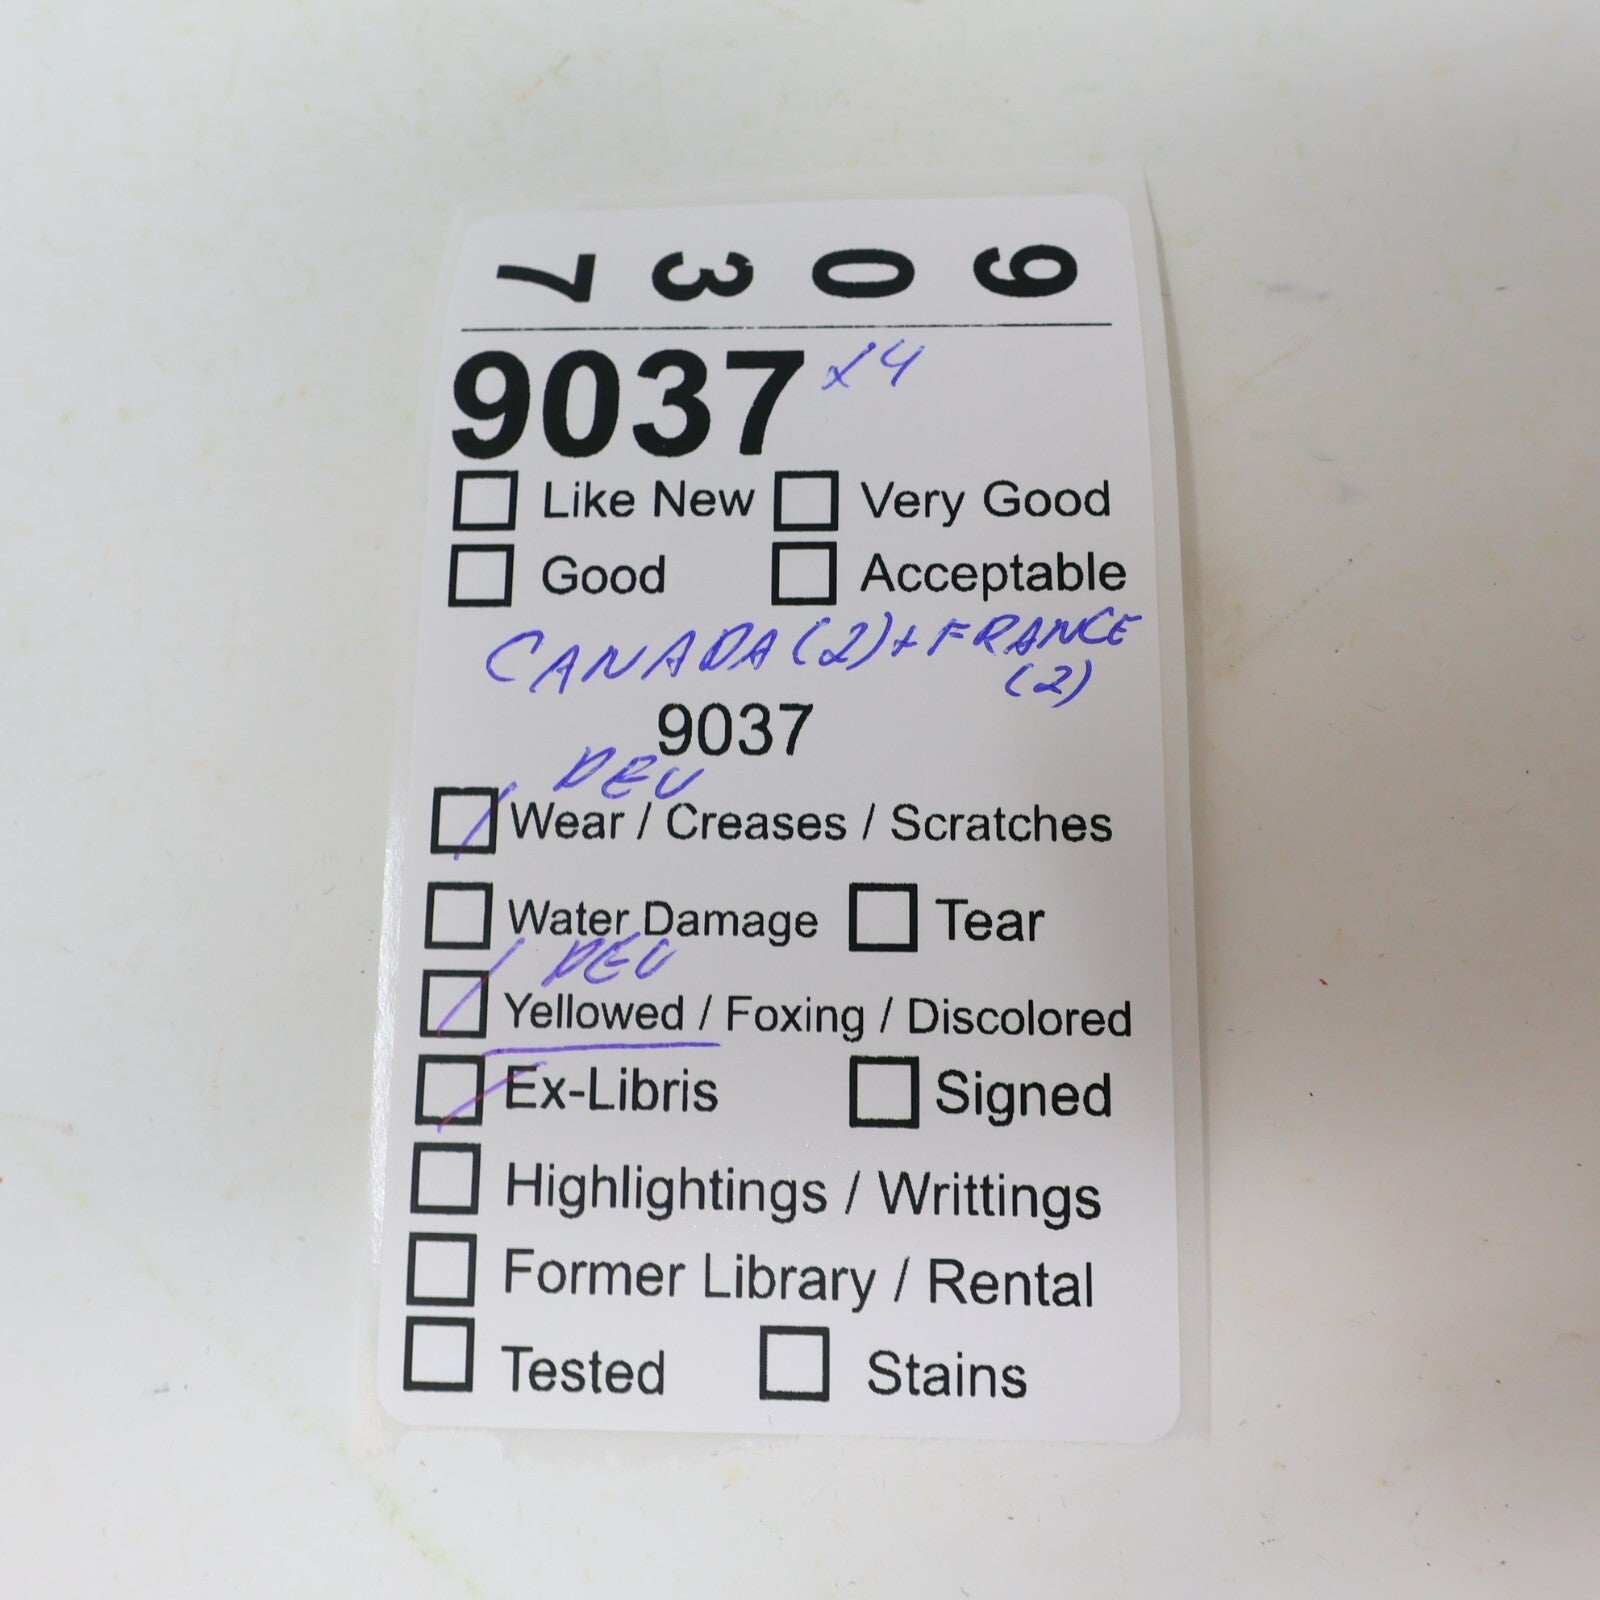 9037
9037 x4
Like New Very Good
Good Acceptable
CANADA (2) + FRANCE
(2)
9037
PEU
Wear / Creases / Scratches
Water Damage Tear
PEU
Yellowed / Foxing / Discolored
Ex-Libris Signed
Highlightings / Writtings
Former Library / Rental
Tested Stains